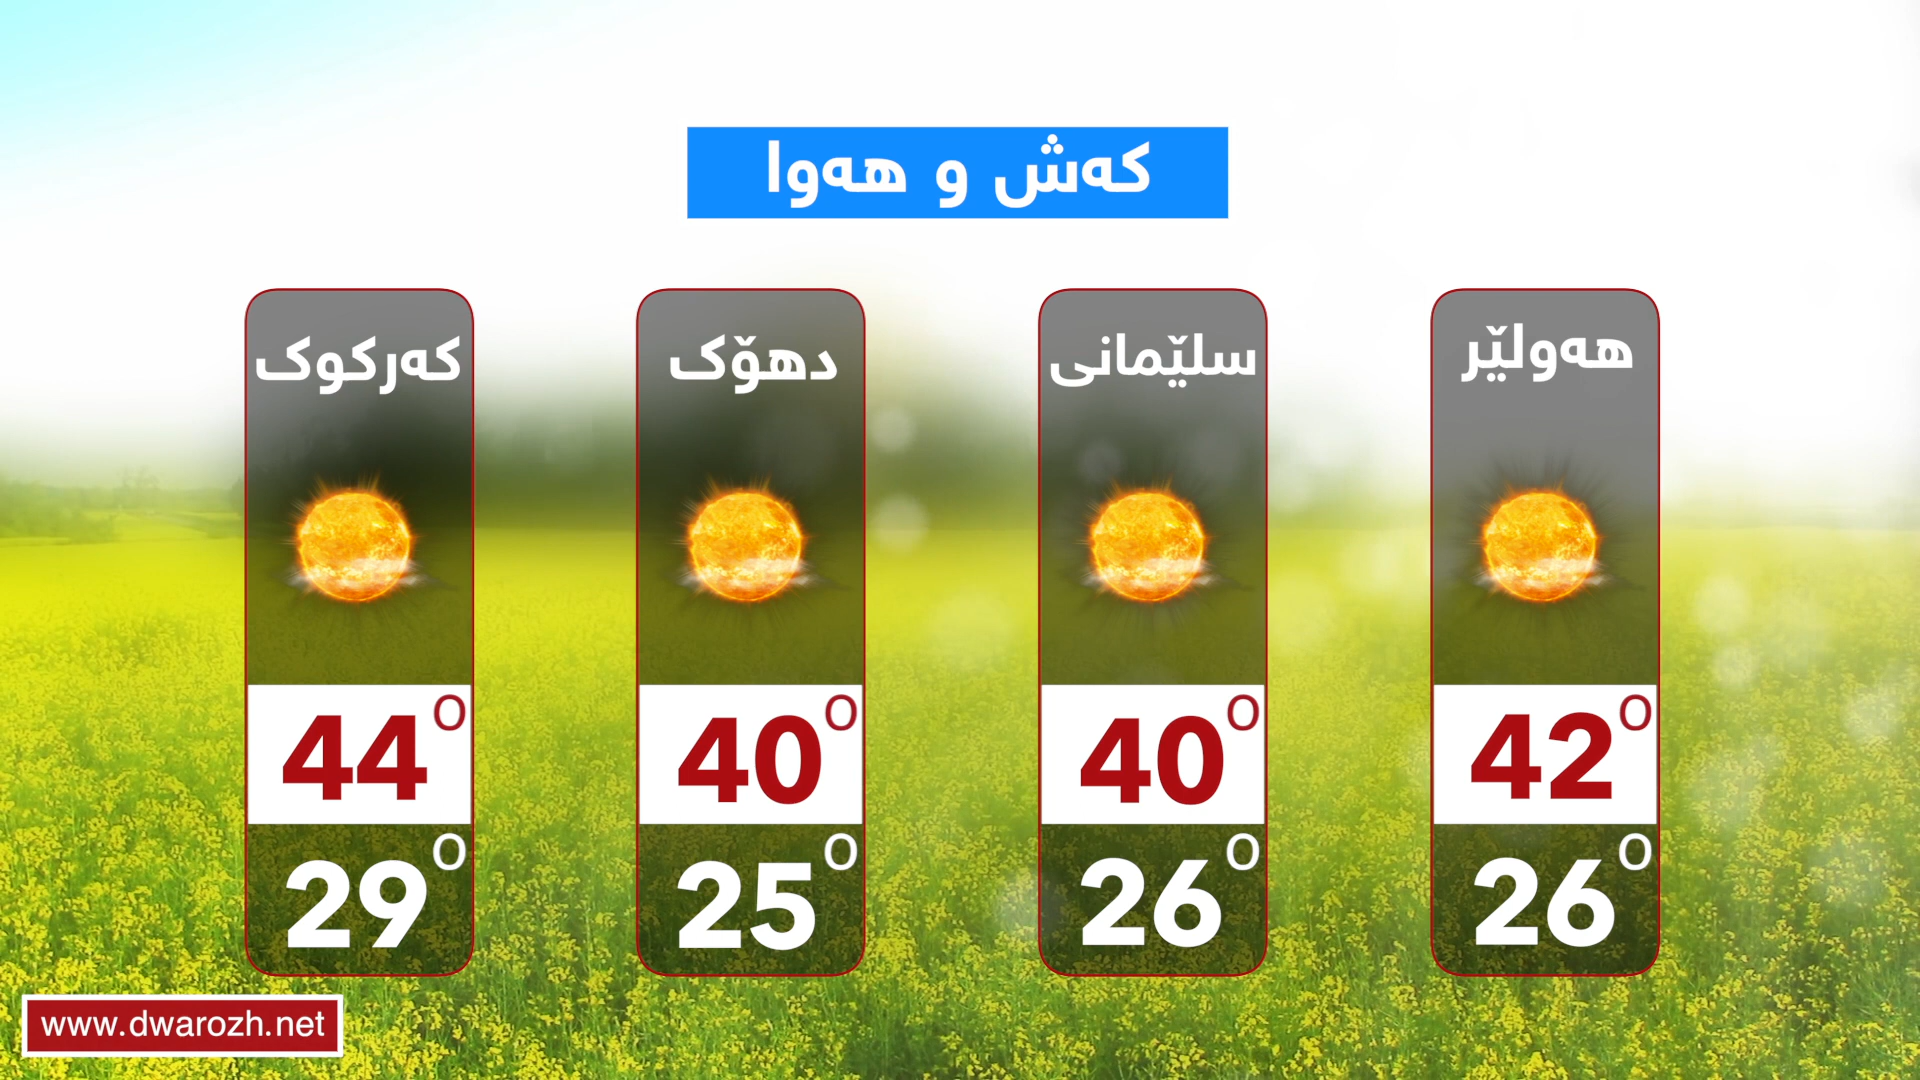 کەش و هەوا
هەولێر
42°
26°
سلێمانی
40°
26°
دهۆک
40°
25°
کەرکوک
44°
29°
www.dwarozh.net